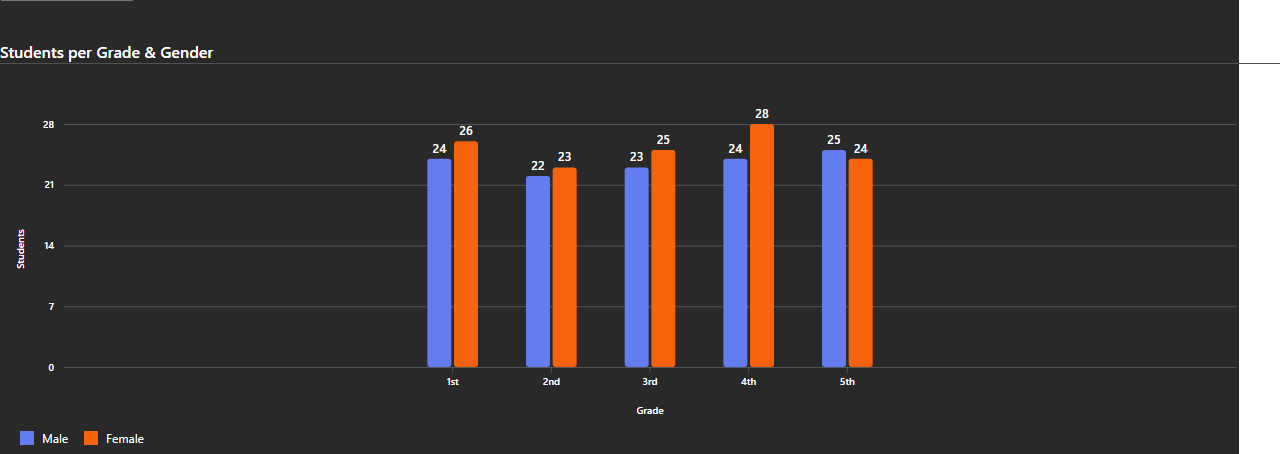 Students per Grade & Gender
28
21
14
7
0
Students
24 26 22 23 23 25 24 28 25 24
1st 2nd 3rd 4th 5th
Grade
Male Female